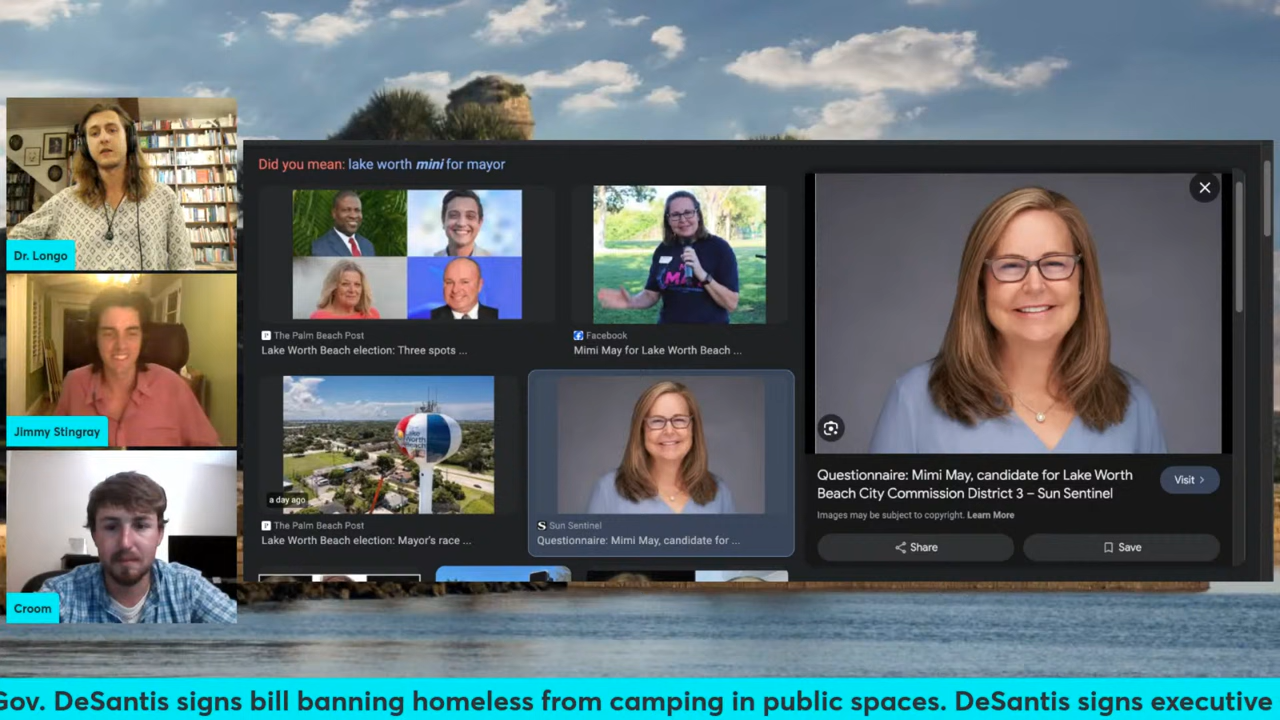 Dr. Longo
Jimmy Stingray
Croom
Did you mean: lake worth mini for mayor
The Palm Beach Post
Lake Worth Beach election: Three spots ...
Facebook
Mimi May for Lake Worth Beach ...
Lake Worth Beach
a day ago
The Palm Beach Post
Lake Worth Beach election: Mayor's race ...
S Sun Sentinel
Questionnaire: Mimi May, candidate for ...
Questionnaire: Mimi May, candidate for Lake Worth
Beach City Commission District 3 – Sun Sentinel
Visit
Images may be subject to copyright. Learn More
Share
Save
Gov. DeSantis signs bill banning homeless from camping in public spaces. DeSantis signs executive